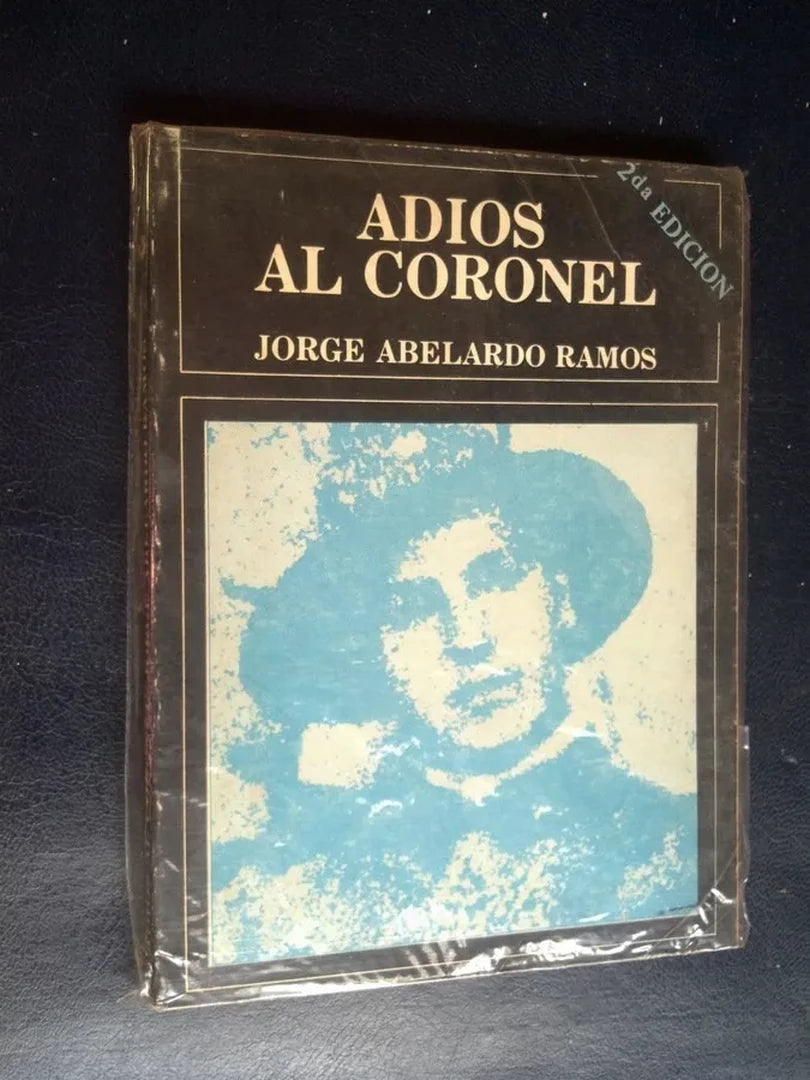 2da EDICION
ADIOS
AL CORONEL
JORGE ABELARDO RAMOS